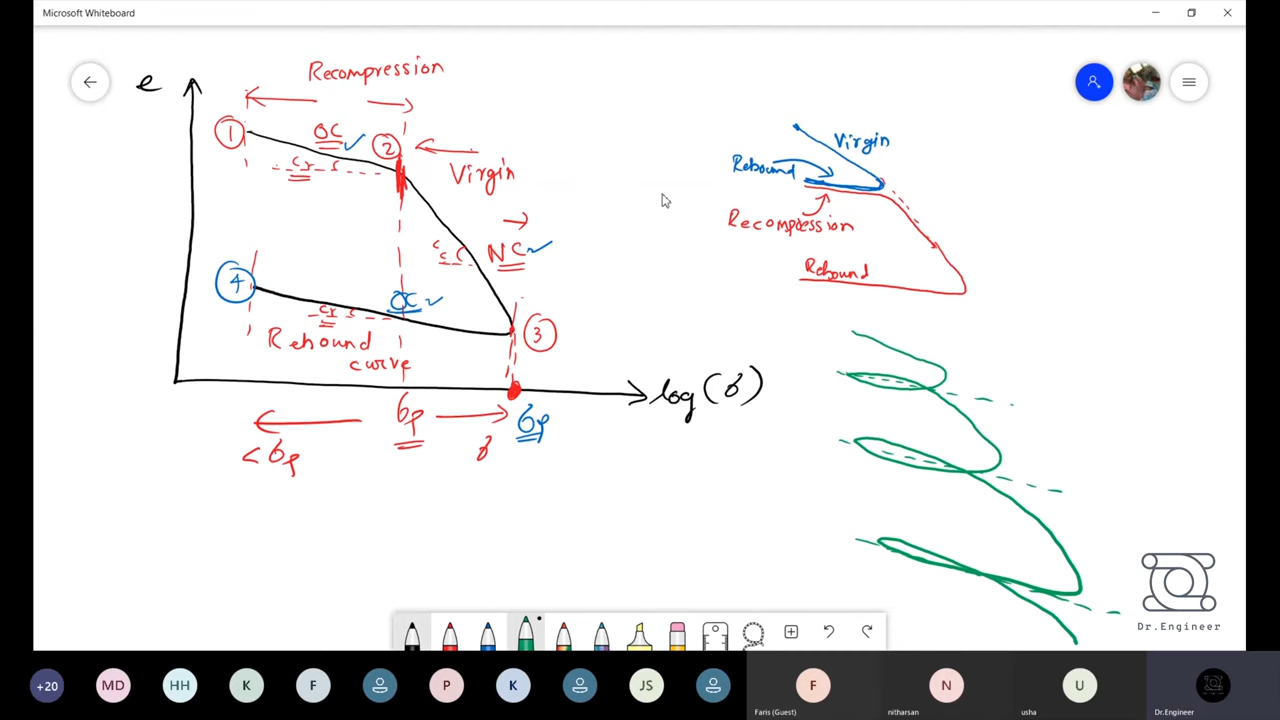 Microsoft Whiteboard
e
Recompression
1
OC
2
Cr
Virgin
Cc
NC
4
OC
Cr
Rebound
curve
3
log(σ)
σp
σp
<σp
σ
Virgin
Rebound
Recompression
Rebound
Dr.Engineer
+20
MD
HH
K
F
P
K
JS
F
N
U
Faris (Guest)
nitharsan
usha
Dr.Engineer